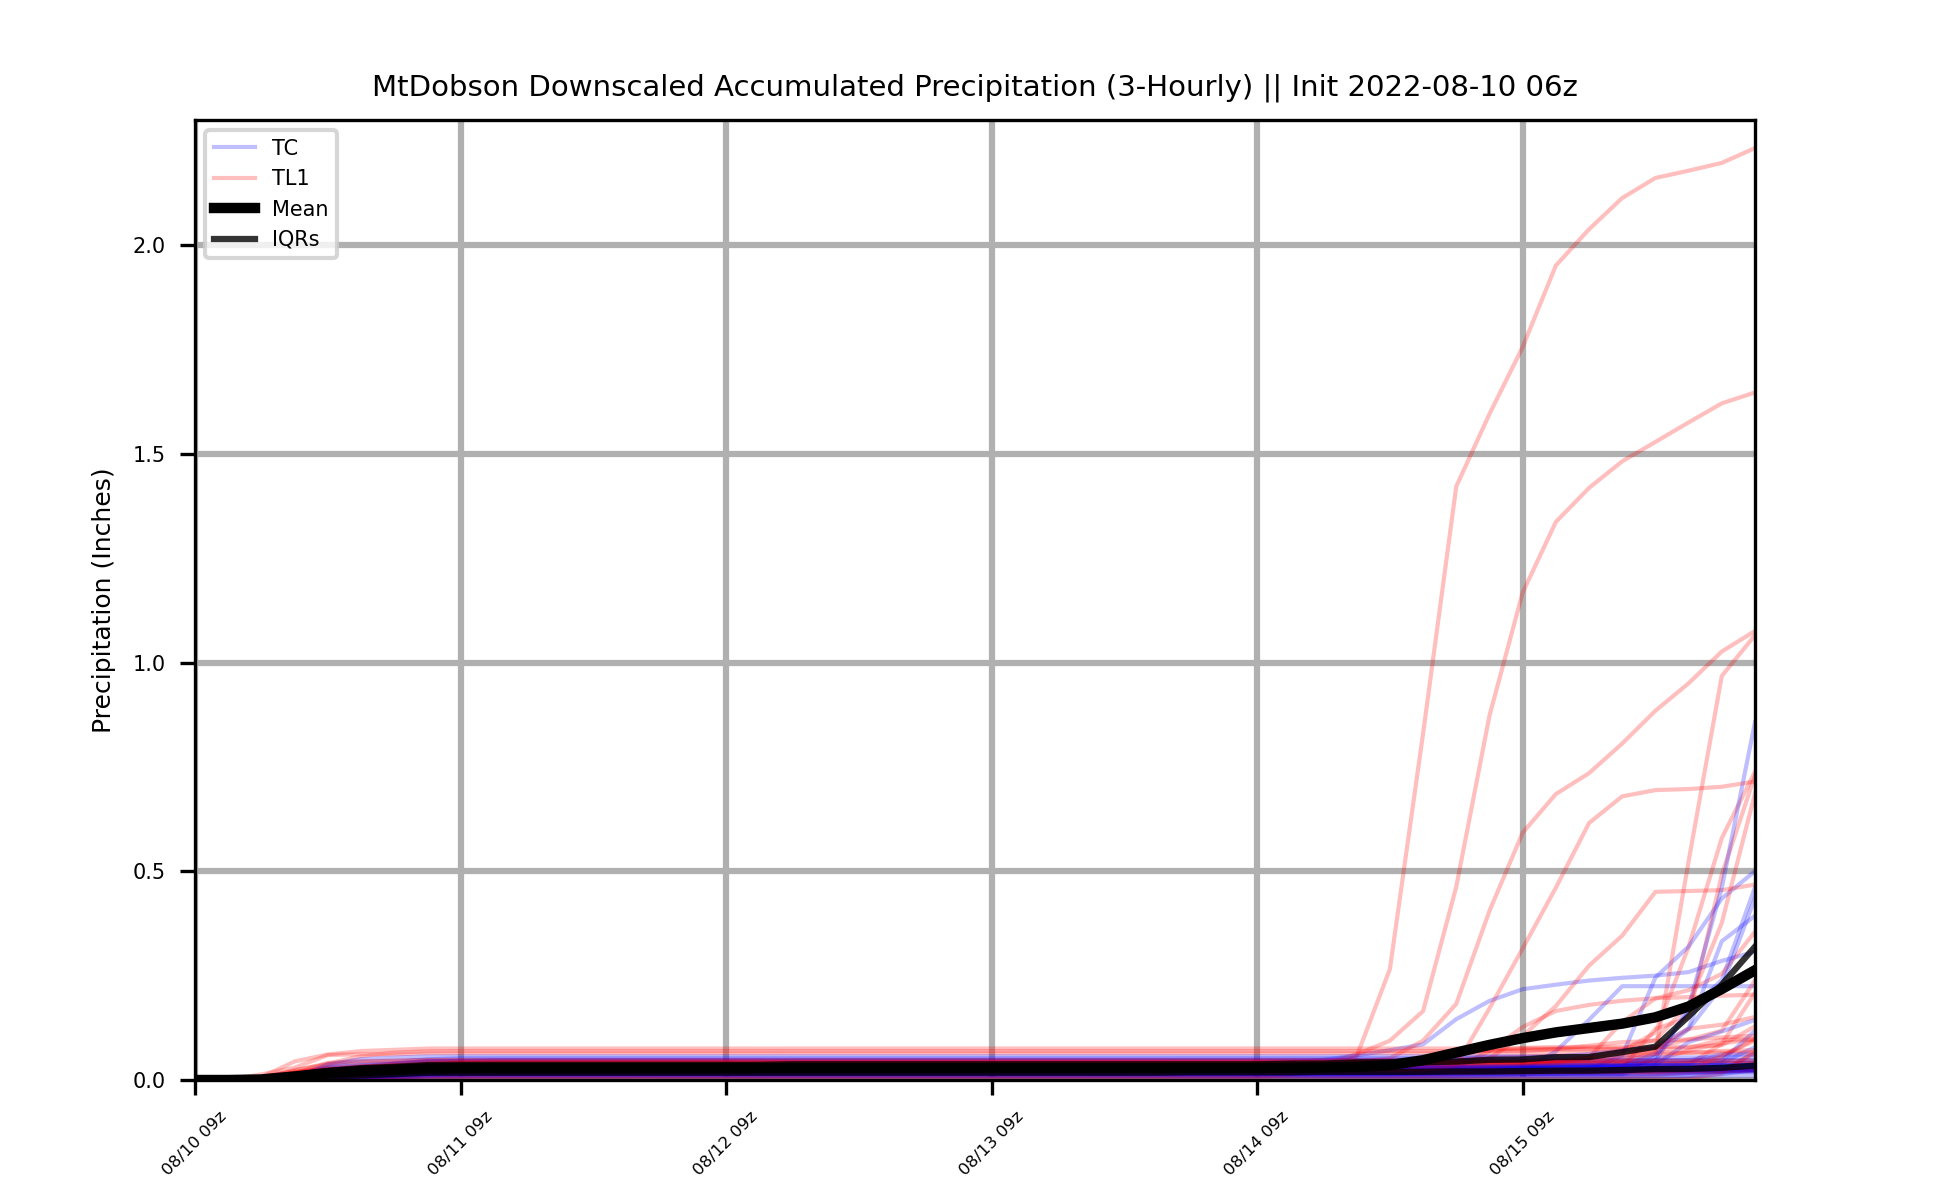 MtDobson Downscaled Accumulated Precipitation (3-Hourly) || Init 2022-08-10 06z
TC
TL1
Mean
IQRs
Precipitation (Inches)
2.0
1.5
1.0
0.5
0.0
08/10 09z
08/11 09z
08/12 09z
08/13 09z
08/14 09z
08/15 09z